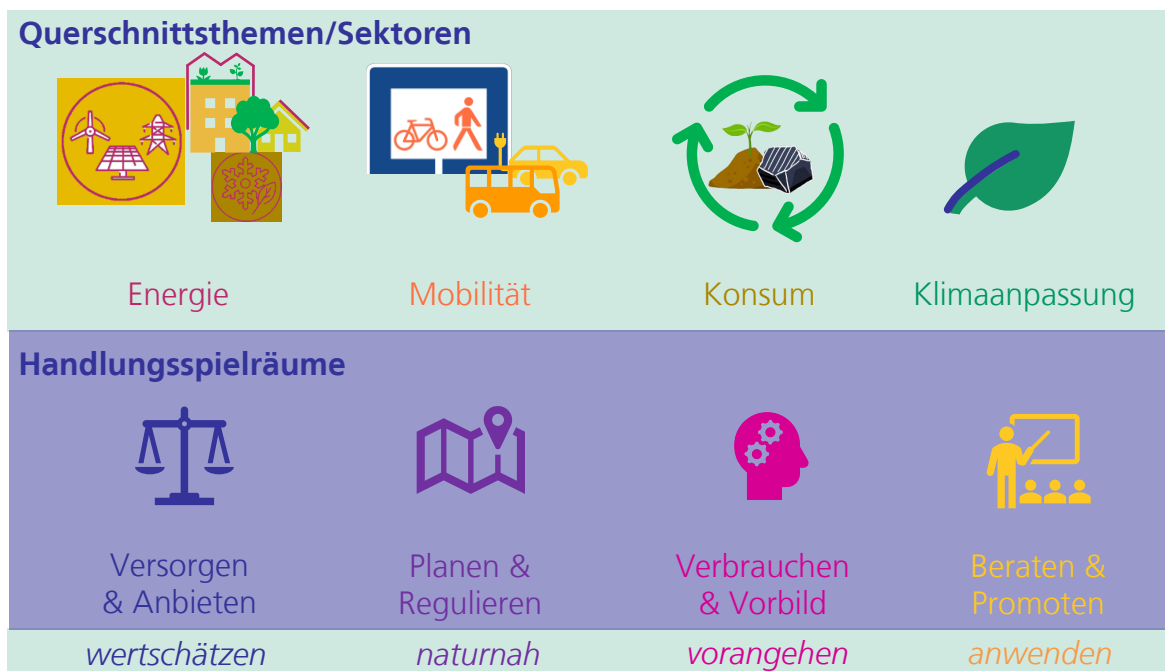 Querschnittsthemen/Sektoren
Energie
Mobilität
Konsum
Klimaanpassung
Handlungsspielräume
Versorgen
& Anbieten
Planen &
Regulieren
Verbrauchen
& Vorbild
Beraten &
Promoten
wertschätzen
naturnah
vorangehen
anwenden